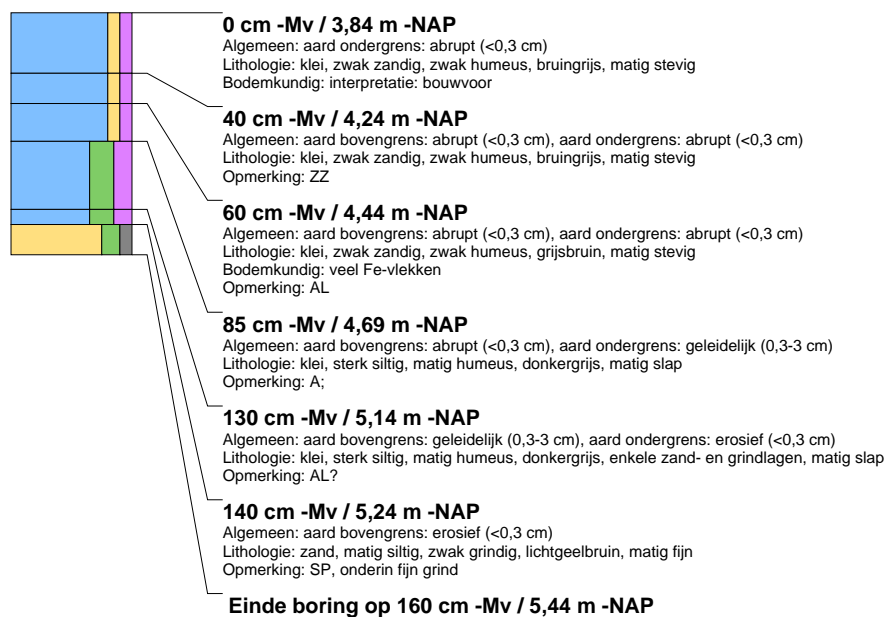 0 cm -Mv / 3,84 m -NAP
Algemeen: aard ondergrens: abrupt (<0,3 cm)
Lithologie: klei, zwak zandig, zwak humeus, bruingrijs, matig stevig
Bodemkundig: interpretatie: bouwvoor
40 cm -Mv / 4,24 m -NAP
Algemeen: aard bovengrens: abrupt (<0,3 cm), aard ondergrens: abrupt (<0,3 cm)
Lithologie: klei, zwak zandig, zwak humeus, bruingrijs, matig stevig
Opmerking: ZZ
60 cm -Mv / 4,44 m -NAP
Algemeen: aard bovengrens: abrupt (<0,3 cm), aard ondergrens: abrupt (<0,3 cm)
Lithologie: klei, zwak zandig, zwak humeus, grijsbruin, matig stevig
Bodemkundig: veel Fe-vlekken
Opmerking: AL
85 cm -Mv / 4,69 m -NAP
Algemeen: aard bovengrens: abrupt (<0,3 cm), aard ondergrens: geleidelijk (0,3-3 cm)
Lithologie: klei, sterk siltig, matig humeus, donkergrijs, matig slap
Opmerking: A;
130 cm -Mv / 5,14 m -NAP
Algemeen: aard bovengrens: geleidelijk (0,3-3 cm), aard ondergrens: erosief (<0,3 cm)
Lithologie: klei, sterk siltig, matig humeus, donkergrijs, enkele zand- en grindlagen, matig slap
Opmerking: AL?
140 cm -Mv / 5,24 m -NAP
Algemeen: aard bovengrens: erosief (<0,3 cm)
Lithologie: zand, matig siltig, zwak grindig, lichtgeelbruin, matig fijn
Opmerking: SP, onderin fijn grind
Einde boring op 160 cm -Mv / 5,44 m -NAP